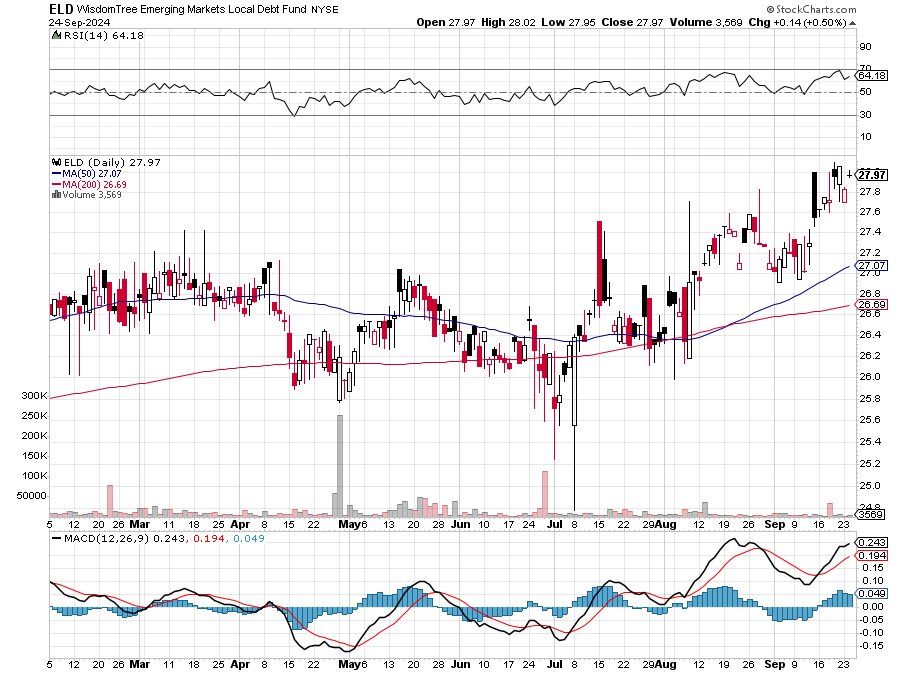 ELD WisdomTree Emerging Markets Local Debt Fund NYSE
© StockCharts.com
24-Sep-2024
Open 27.97 High 28.02 Low 27.95 Close 27.97 Volume 3,569 Chg +0.14 (+0.50%)
RSI(14) 64.18
90
70
64.18
50
30
10
ELD (Daily) 27.97
MA(50) 27.07
MA(200) 26.69
Volume 3,569
27.97
27.8
27.6
27.4
27.2
27.07
27.0
26.8
26.69
26.6
26.4
26.2
26.0
25.8
25.6
25.4
25.2
25.0
24.8
3569
300K
250K
200K
150K
100K
50000
5 12 20 26 Mar 11 18 25 Apr 8 15 22 May 6 13 20 28 Jun 10 17 24 Jul 8 15 22 29 Aug 12 19 26 Sep 9 16 23
MACD(12,26,9) 0.243, 0.194, 0.049
0.243
0.194
0.15
0.10
0.049
0.00
-0.05
-0.10
-0.15
5 12 20 26 Mar 11 18 25 Apr 8 15 22 May 6 13 20 28 Jun 10 17 24 Jul 8 15 22 29 Aug 12 19 26 Sep 9 16 23